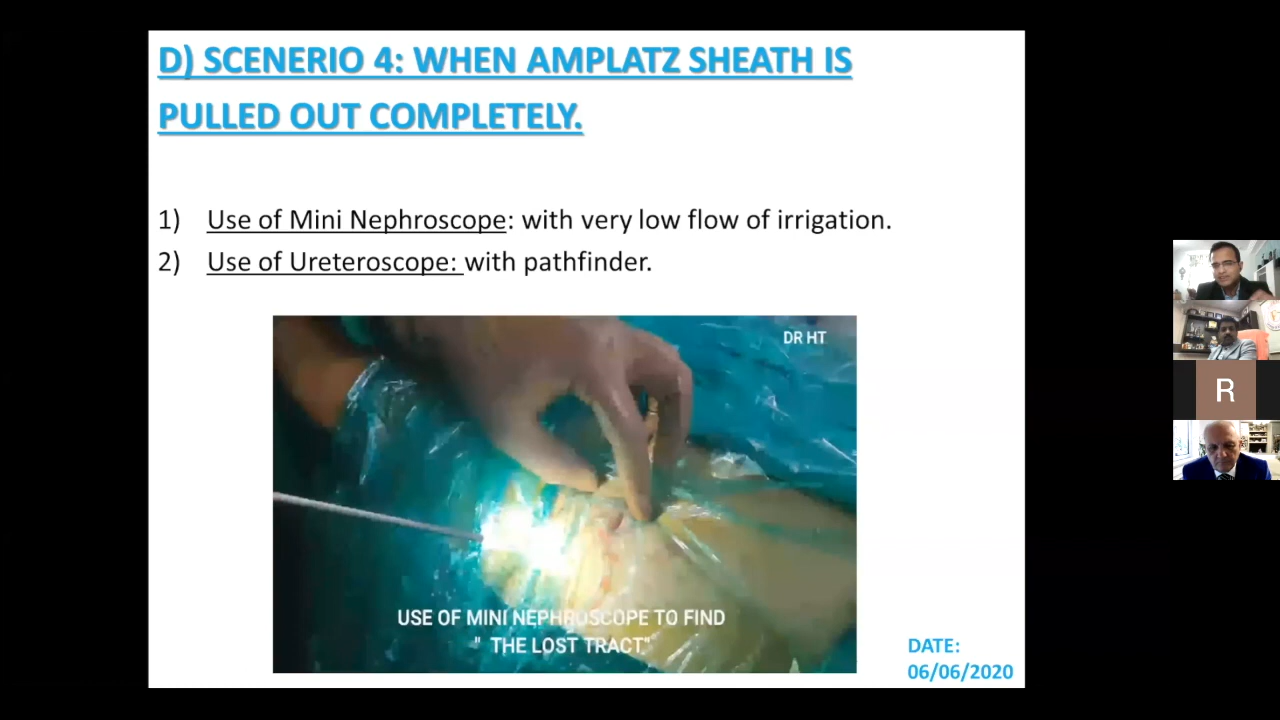 D) SCENERIO 4: WHEN AMPLATZ SHEATH IS
PULLED OUT COMPLETELY.
1) Use of Mini Nephroscope: with very low flow of irrigation.
2) Use of Ureteroscope: with pathfinder.
DR HT
USE OF MINI NEPHROSCOPE TO FIND
" THE LOST TRACT"
DATE:
06/06/2020
R